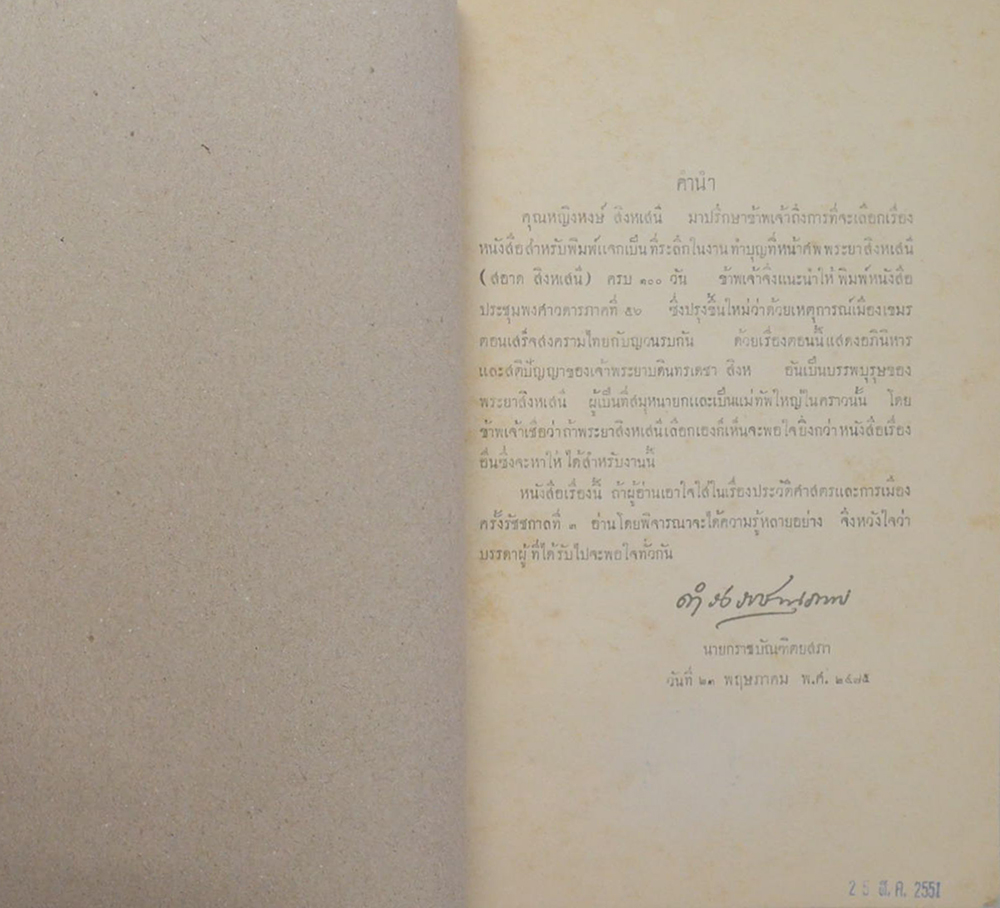 คำนำ
คุณหญิงหงษ์ สิงหเสนี มาปรึกษาข้าพเจ้าถึงการที่จะเลือกเรื่อง
หนังสือสำหรับพิมพ์แจกเป็นที่ระลึกในงานทำบุญที่หน้าศพพระยาสิงหเสนี
(สอาด สิงหเสนี) ครบ ๑๐๐ วัน ข้าพเจ้าจึ่งแนะนำให้พิมพ์หนังสือ
ประชุมพงศาวดารภาคที่ ๕๖ ซึ่งปรุงขึ้นใหม่ว่าด้วยเหตุการณ์เมืองเขมร
ตอนเสร็จสงครามไทยกับญวนรบกัน ด้วยเรื่องตอนนี้แสดงอภินิหาร
และสติปัญญาของเจ้าพระยาบดินทรเดชา สิงห อันเป็นบรรพบุรุษของ
พระยาสิงหเสนี ผู้เป็นที่สมุหนายกและเป็นแม่ทัพใหญ่ในคราวนั้น โดย
ข้าพเจ้าเชื่อว่าถ้าพระยาสิงหเสนีเลือกเองก็เห็นจะพอใจยิ่งกว่าหนังสือเรื่อง
อื่นซึ่งจะหาให้ได้สำหรับงานนี้
หนังสือเรื่องนี้ ถ้าผู้อ่านเอาใจใส่ในเรื่องประวัติศาสตรและการเมือง
ครั้งรัชชกาลที่ ๓ อ่านโดยพิจารณาจะได้ความรู้หลายอย่าง จึ่งหวังใจว่า
บรรดาผู้ที่ได้รับไปจะพอใจทั่วกัน
ดำรงราชานุภาพ
นายกราชบัณฑิตยสภา
วันที่ ๒๓ พฤษภาคม พ.ศ. ๒๔๗๕
2 5 มี.ค. 2551